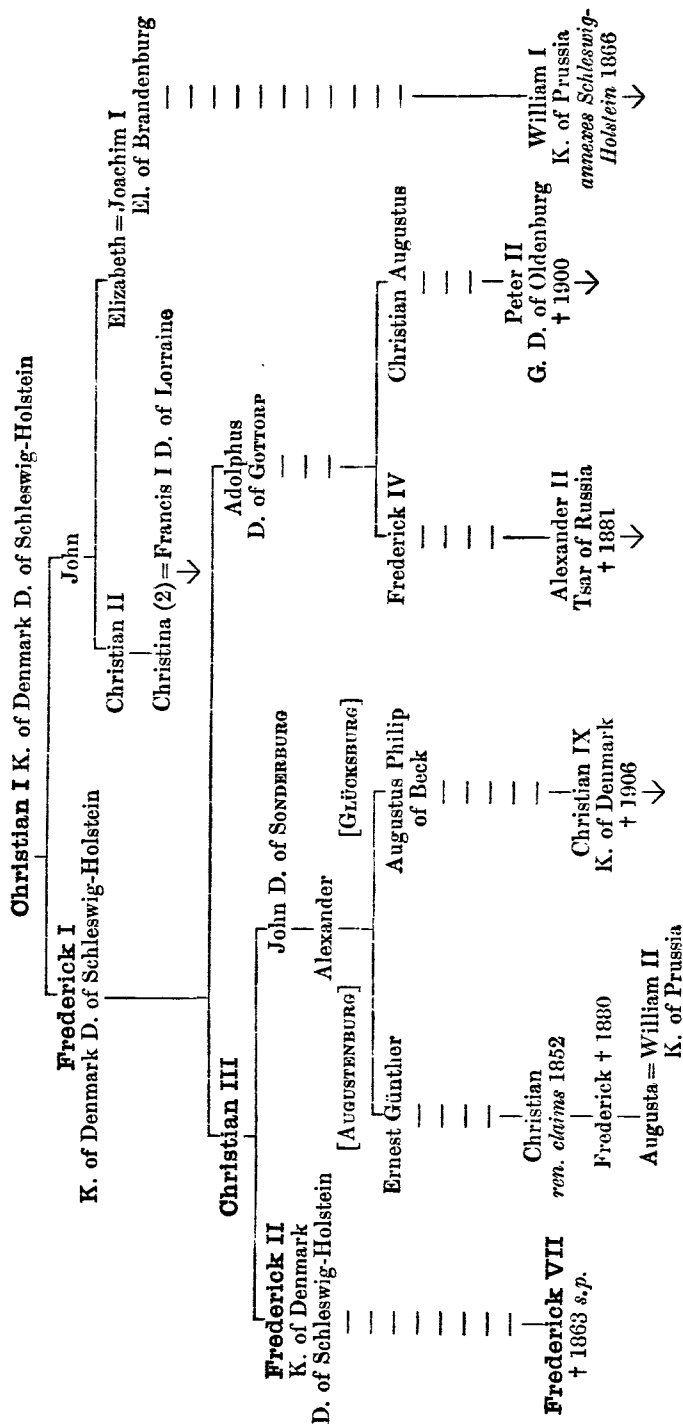 Christian I K. of Denmark D. of Schleswig-Holstein
Frederick I
K. of Denmark D. of Schleswig-Holstein
John
Christian II
Elizabeth = Joachim I
El. of Brandenburg
Christina (2) = Francis I D. of Lorraine
Christian III
Adolphus
D. of GOTTORP
Frederick II
K. of Denmark
D. of Schleswig-Holstein
John D. of SONDERBURG
Alexander
[AUGUSTENBURG]
[GLÜCKSBURG]
Ernest Günther
Augustus Philip
of Beck
Frederick IV
Christian Augustus
Frederick VII
† 1863 s.p.
Christian
ren. claims 1852
Frederick † 1880
Augusta = William II
K. of Prussia
Christian IX
K. of Denmark
† 1906
Alexander II
Tsar of Russia
† 1881
Peter II
G. D. of Oldenburg
† 1900
William I
K. of Prussia
annexes Schleswig-
Holstein 1866